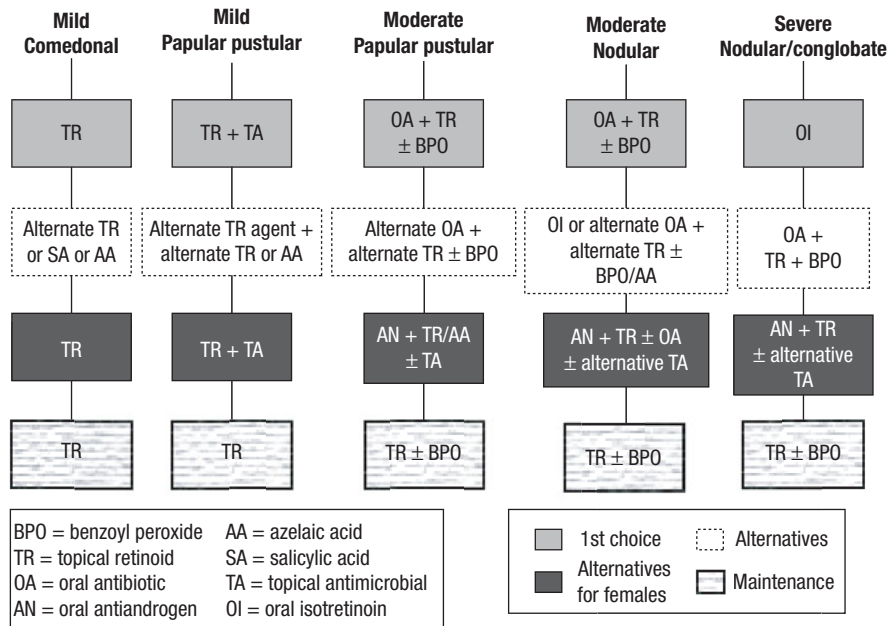 Mild
Comedonal
Mild
Papular pustular
Moderate
Papular pustular
Moderate
Nodular
Severe
Nodular/conglobate
TR
TR + TA
OA + TR
± BPO
OA + TR
± BPO
OI
Alternate TR
or SA or AA
Alternate TR agent +
alternate TR or AA
Alternate OA +
alternate TR ± BPO
OI or alternate OA +
alternate TR ±
BPO/AA
OA +
TR + BPO
TR
TR + TA
AN + TR/AA
± TA
AN + TR ± OA
± alternative TA
AN + TR
± alternative
TA
TR
TR
TR ± BPO
TR ± BPO
TR ± BPO
BPO = benzoyl peroxide
TR = topical retinoid
OA = oral antibiotic
AN = oral antiandrogen
AA = azelaic acid
SA = salicylic acid
TA = topical antimicrobial
OI = oral isotretinoin
1st choice
Alternatives
for females
Alternatives
Maintenance